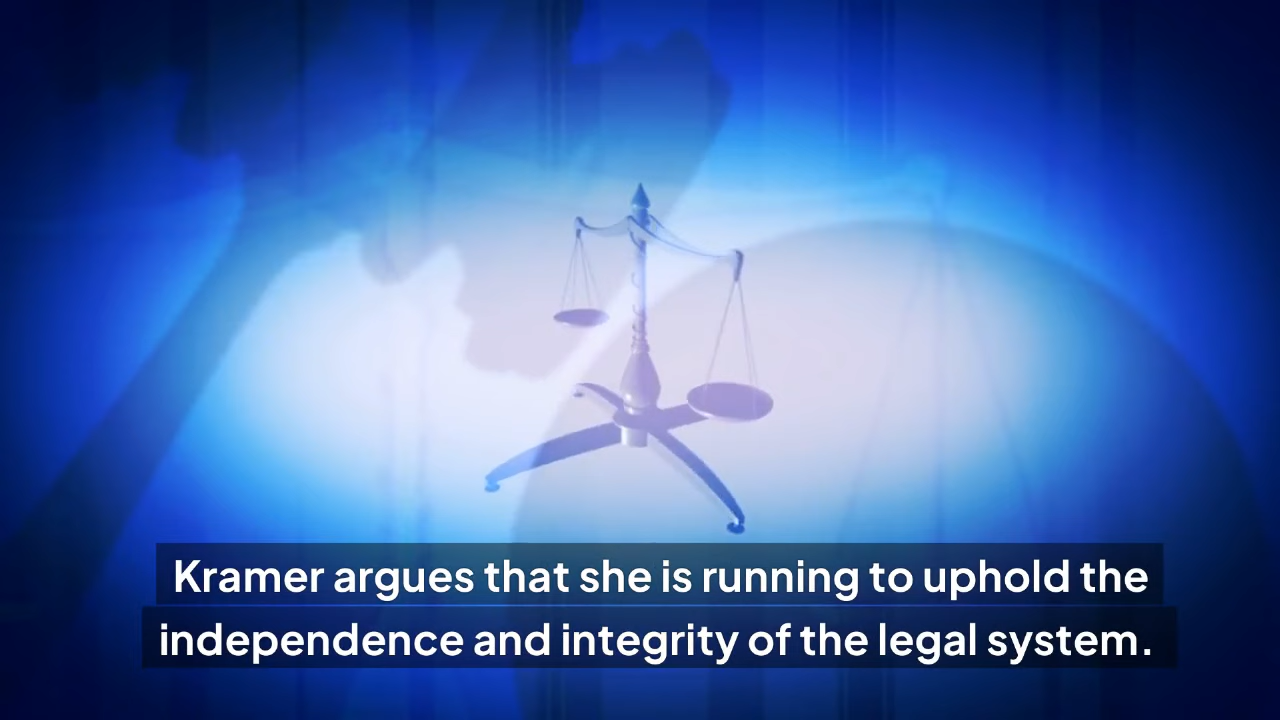 Kramer argues that she is running to uphold the
independence and integrity of the legal system.